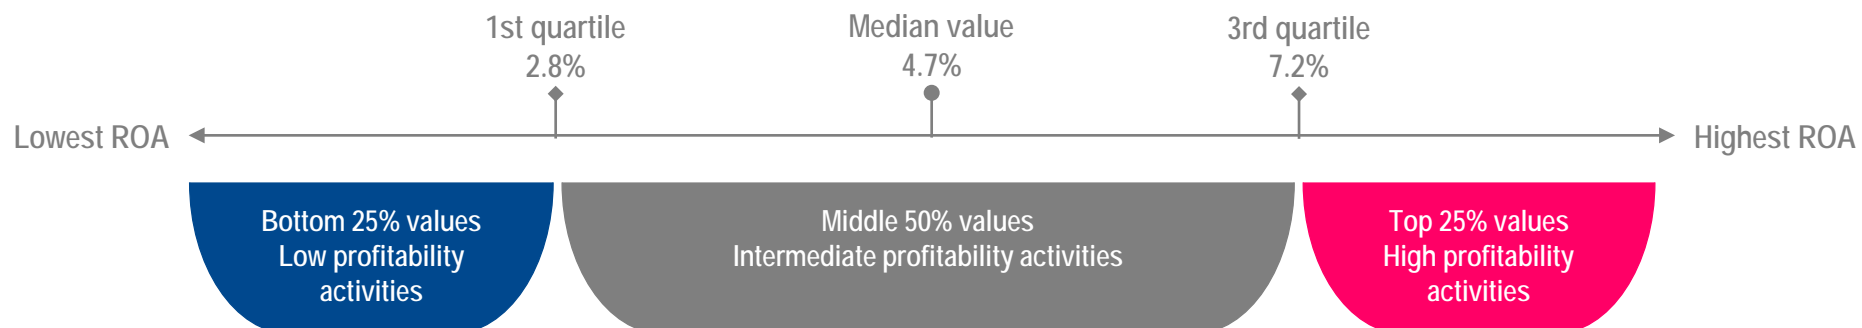 1st quartile
2.8%
Median value
4.7%
3rd quartile
7.2%
Lowest ROA
Highest ROA
Bottom 25% values
Low profitability
activities
Middle 50% values
Intermediate profitability activities
Top 25% values
High profitability
activities